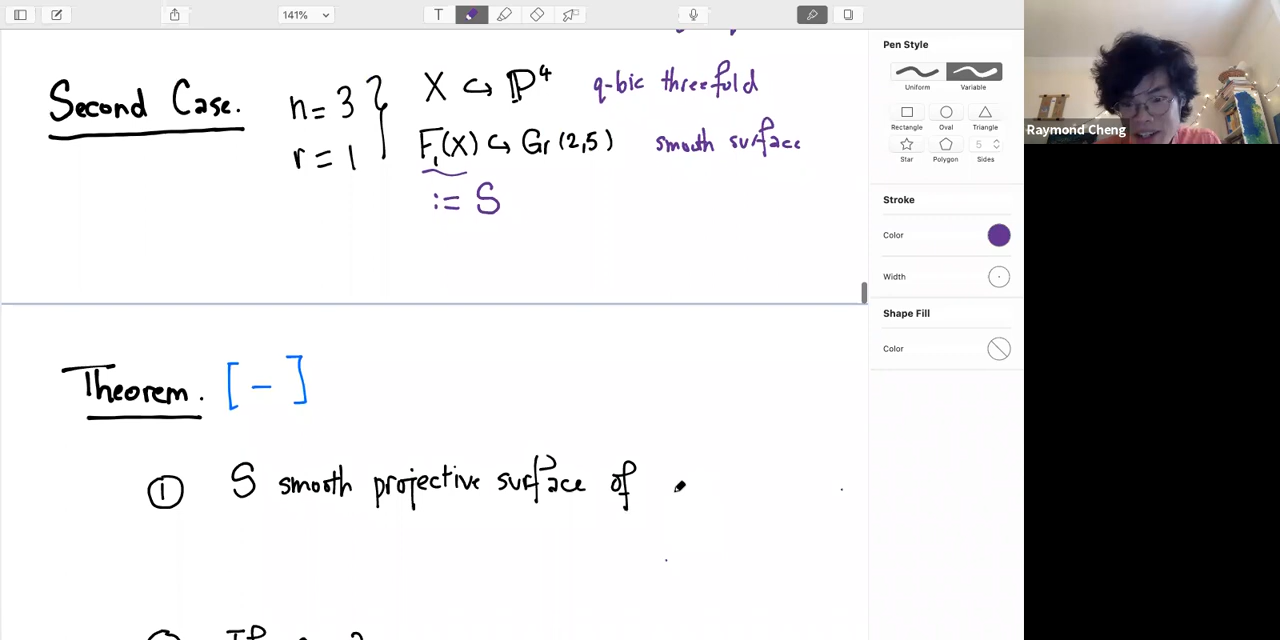 141%
T
Pen Style
Uniform
Variable
Rectangle
Oval
Triangle
Star
Polygon
5
Sides
Stroke
Color
Width
Shape Fill
Color
Raymond Cheng
Second Case.
n = 3
r = 1
X ↪ ℙ⁴ q-bic threefold
F₁(X) ↪ Gr(2,5) smooth surface
:= S
Theorem. [ – ]
① S smooth projective surface of